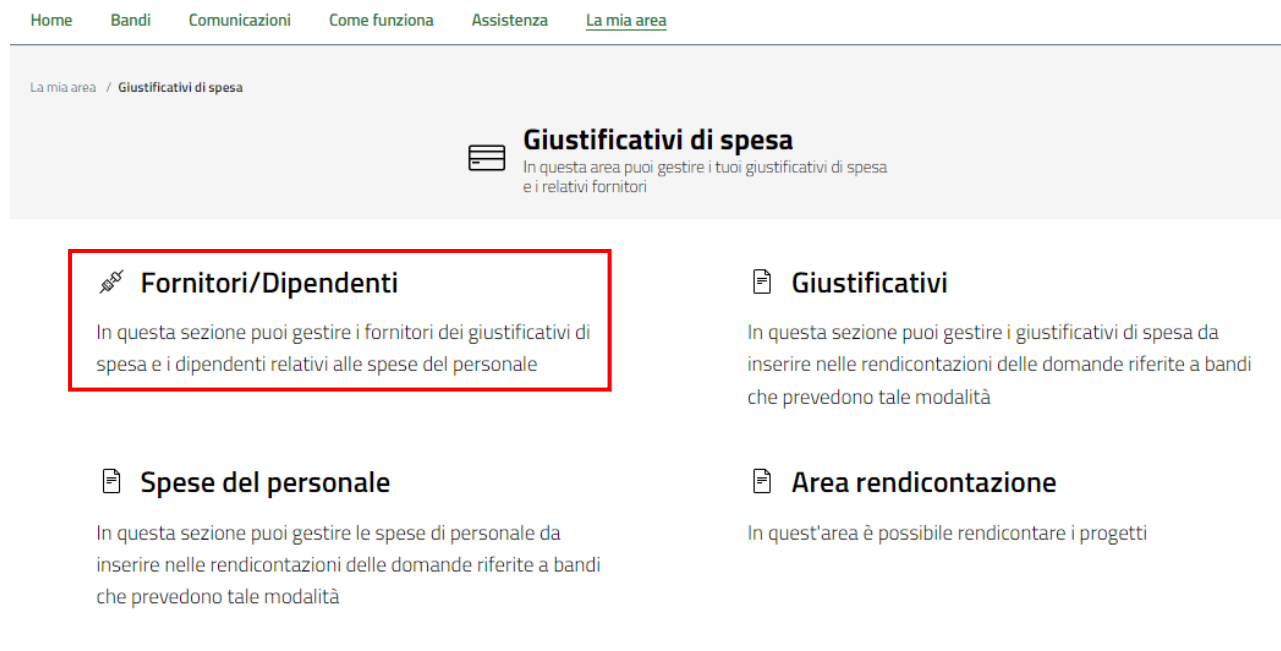 Home Bandi Comunicazioni Come funziona Assistenza La mia area
La mia area / Giustificativi di spesa
Giustificativi di spesa
In questa area puoi gestire i tuoi giustificativi di spesa
e i relativi fornitori
Fornitori/Dipendenti
In questa sezione puoi gestire i fornitori dei giustificativi di
spesa e i dipendenti relativi alle spese del personale
Giustificativi
In questa sezione puoi gestire i giustificativi di spesa da
inserire nelle rendicontazioni delle domande riferite a bandi
che prevedono tale modalità
Spese del personale
In questa sezione puoi gestire le spese di personale da
inserire nelle rendicontazioni delle domande riferite a bandi
che prevedono tale modalità
Area rendicontazione
In quest'area è possibile rendicontare i progetti